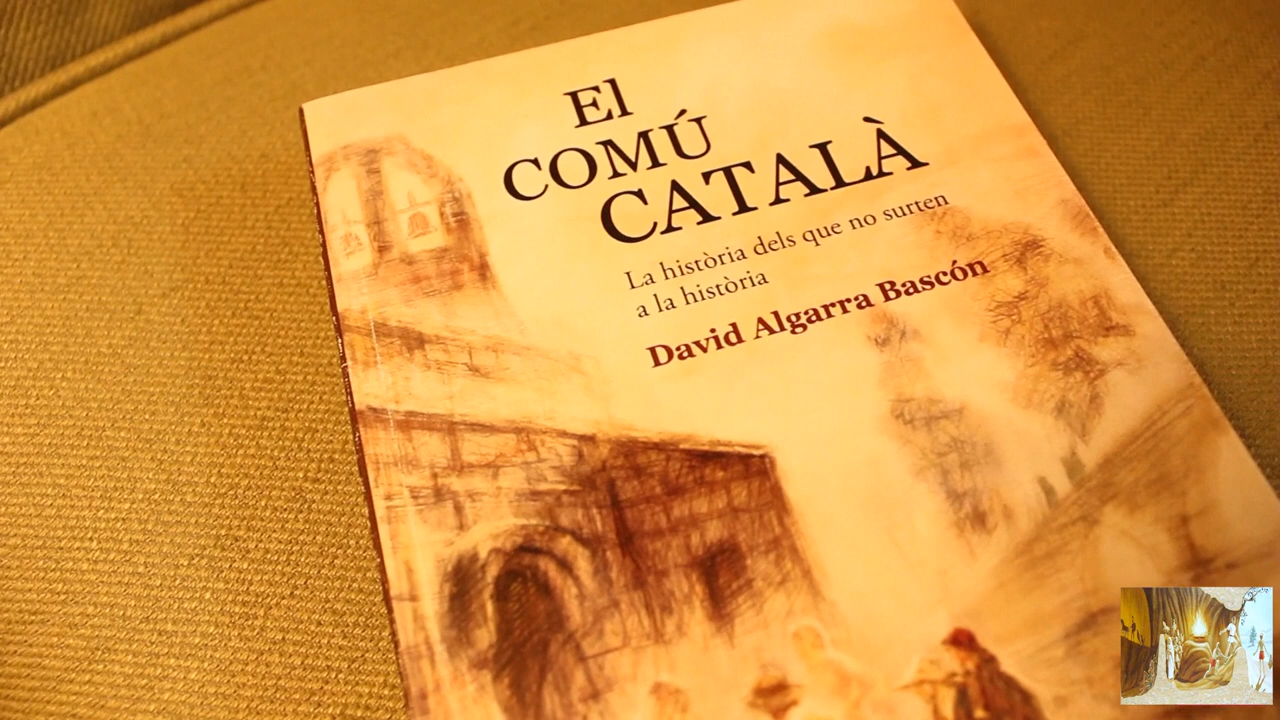 El
COMÚ
CATALÀ
La història dels que no surten
a la història
David Algarra Bascón